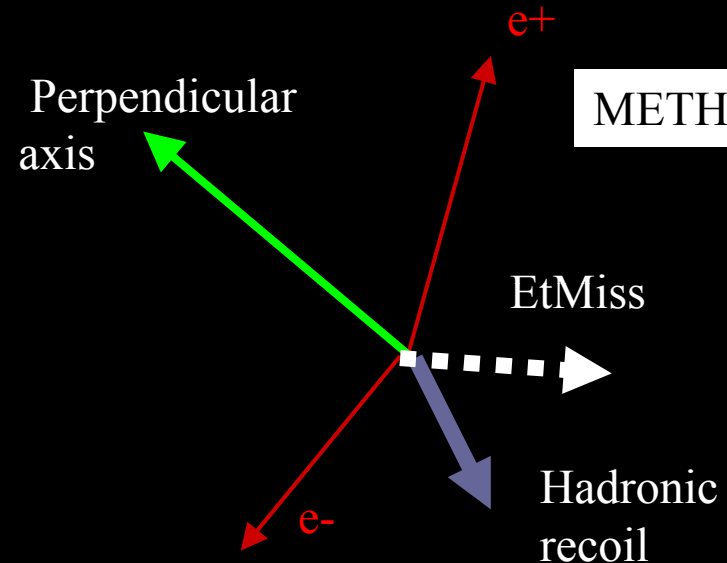 e+
Perpendicular
axis
METH
EtMiss
Hadronic
recoil
e-